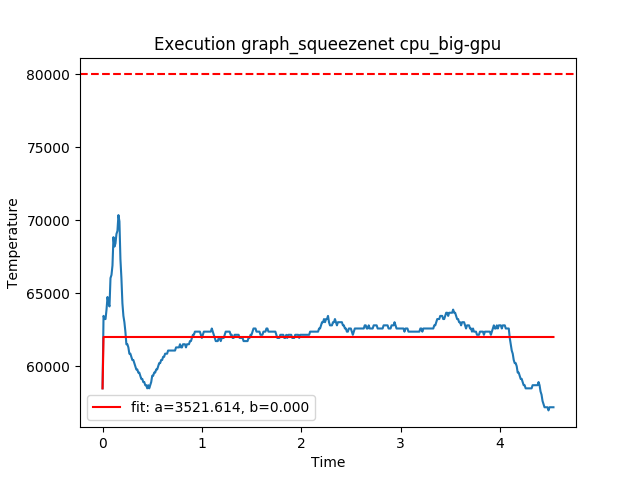 Execution graph_squeezenet cpu_big-gpu
80000
75000
70000
65000
60000
Temperature
fit: a=3521.614, b=0.000
0 1 2 3 4
Time